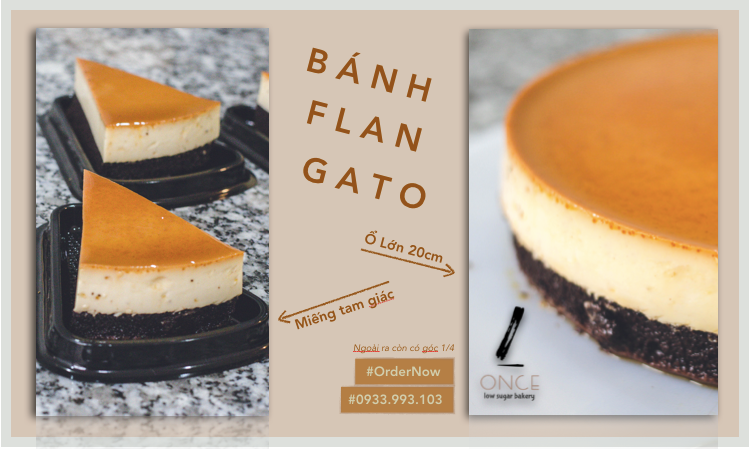 BÁNH
FLAN
GATO
Ổ Lớn 20cm
Miếng tam giác
Ngoài ra còn có góc 1/4
#OrderNow
#0933.993.103
ONCE
low sugar bakery